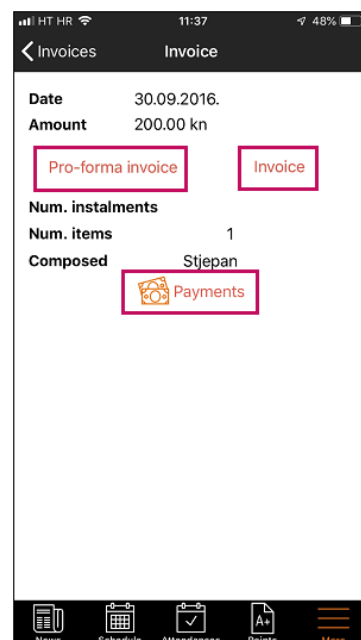 HT HR 11:37 48%
Invoices Invoice
Date 30.09.2016.
Amount 200.00 kn
Pro-forma invoice Invoice
Num. instalments
Num. items 1
Composed Stjepan
Payments
A+
News Schedule Attendances Points More